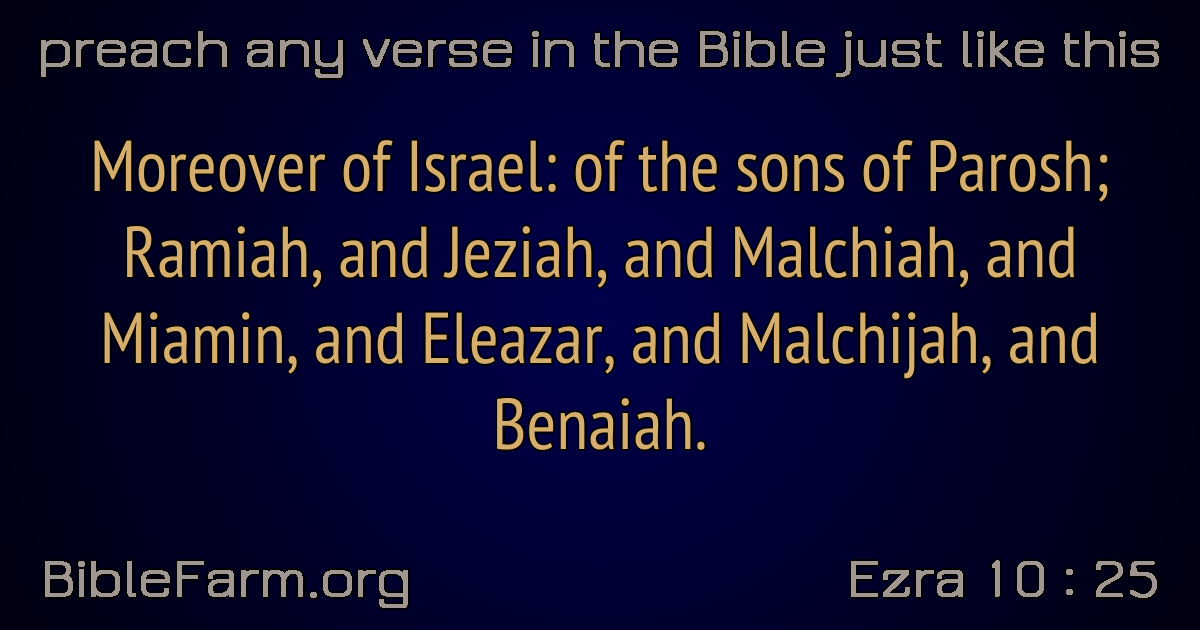 preach any verse in the Bible just like this
Moreover of Israel: of the sons of Parosh;
Ramiah, and Jeziah, and Malchiah, and
Miamin, and Eleazar, and Malchijah, and
Benaiah.
BibleFarm.org
Ezra 10 : 25